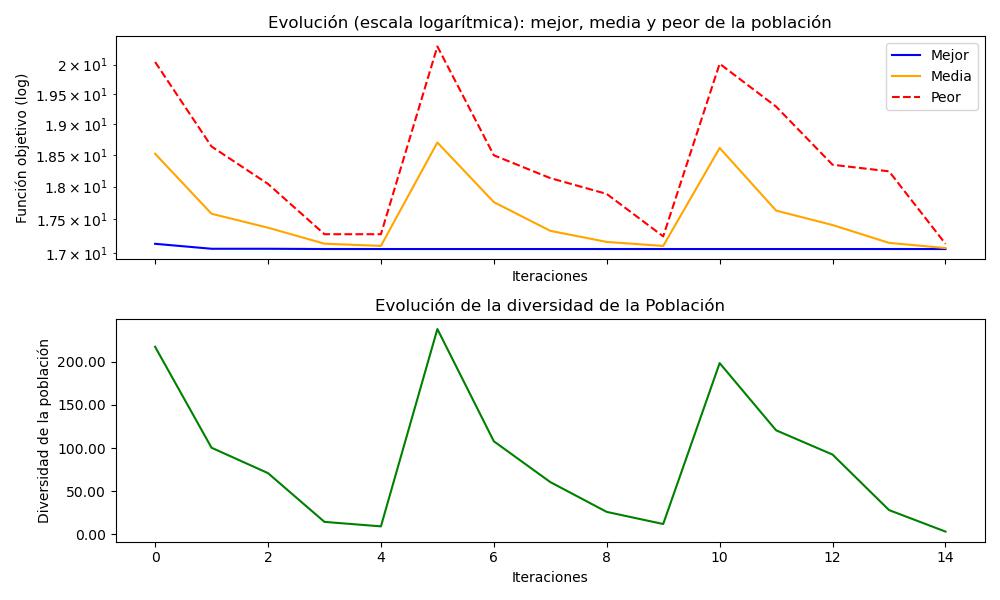 Evolución (escala logarítmica): mejor, media y peor de la población
Función objetivo (log)
2 × 10¹
1.95 × 10¹
1.9 × 10¹
1.85 × 10¹
1.8 × 10¹
1.75 × 10¹
1.7 × 10¹
Mejor
Media
Peor
Iteraciones
Evolución de la diversidad de la Población
Diversidad de la población
200.00
150.00
100.00
50.00
0.00
0 2 4 6 8 10 12 14
Iteraciones